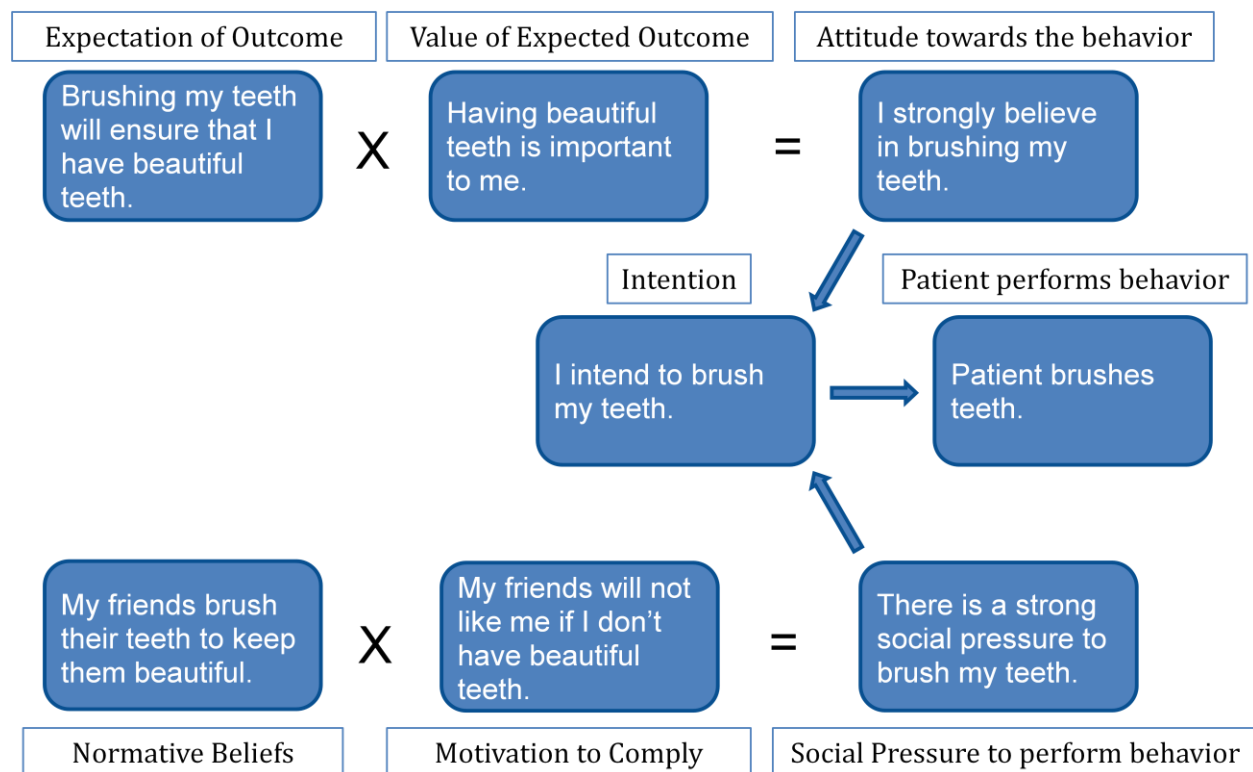 Expectation of Outcome
Value of Expected Outcome
Attitude towards the behavior
Brushing my teeth
will ensure that I
have beautiful
teeth.
X
Having beautiful
teeth is important
to me.
=
I strongly believe
in brushing my
teeth.
Intention
Patient performs behavior
I intend to brush
my teeth.
Patient brushes
teeth.
My friends brush
their teeth to keep
them beautiful.
X
My friends will not
like me if I don’t
have beautiful
teeth.
=
There is a strong
social pressure to
brush my teeth.
Normative Beliefs
Motivation to Comply
Social Pressure to perform behavior